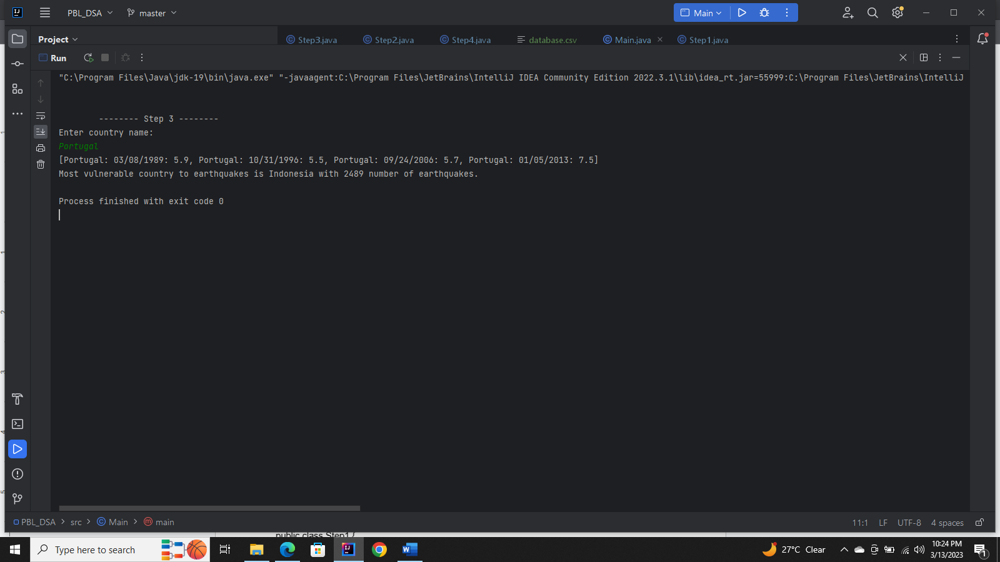 PBL_DSA
master
Main
Project
Step3.java
Step2.java
Step4.java
database.csv
Main.java
Step1.java
Run
"C:\Program Files\Java\jdk-19\bin\java.exe" "-javaagent:C:\Program Files\JetBrains\IntelliJ IDEA Community Edition 2022.3.1\lib\idea_rt.jar=55999:C:\Program Files\JetBrains\IntelliJ
-------- Step 3 --------
Enter country name:
Portugal
[Portugal: 03/08/1989: 5.9, Portugal: 10/31/1996: 5.5, Portugal: 09/24/2006: 5.7, Portugal: 01/05/2013: 7.5]
Most vulnerable country to earthquakes is Indonesia with 2489 number of earthquakes.
Process finished with exit code 0
PBL_DSA > src > Main > main
11:1 LF UTF-8 4 spaces
public class Step1 {
Type here to search
27°C Clear
10:24 PM
3/13/2023
1